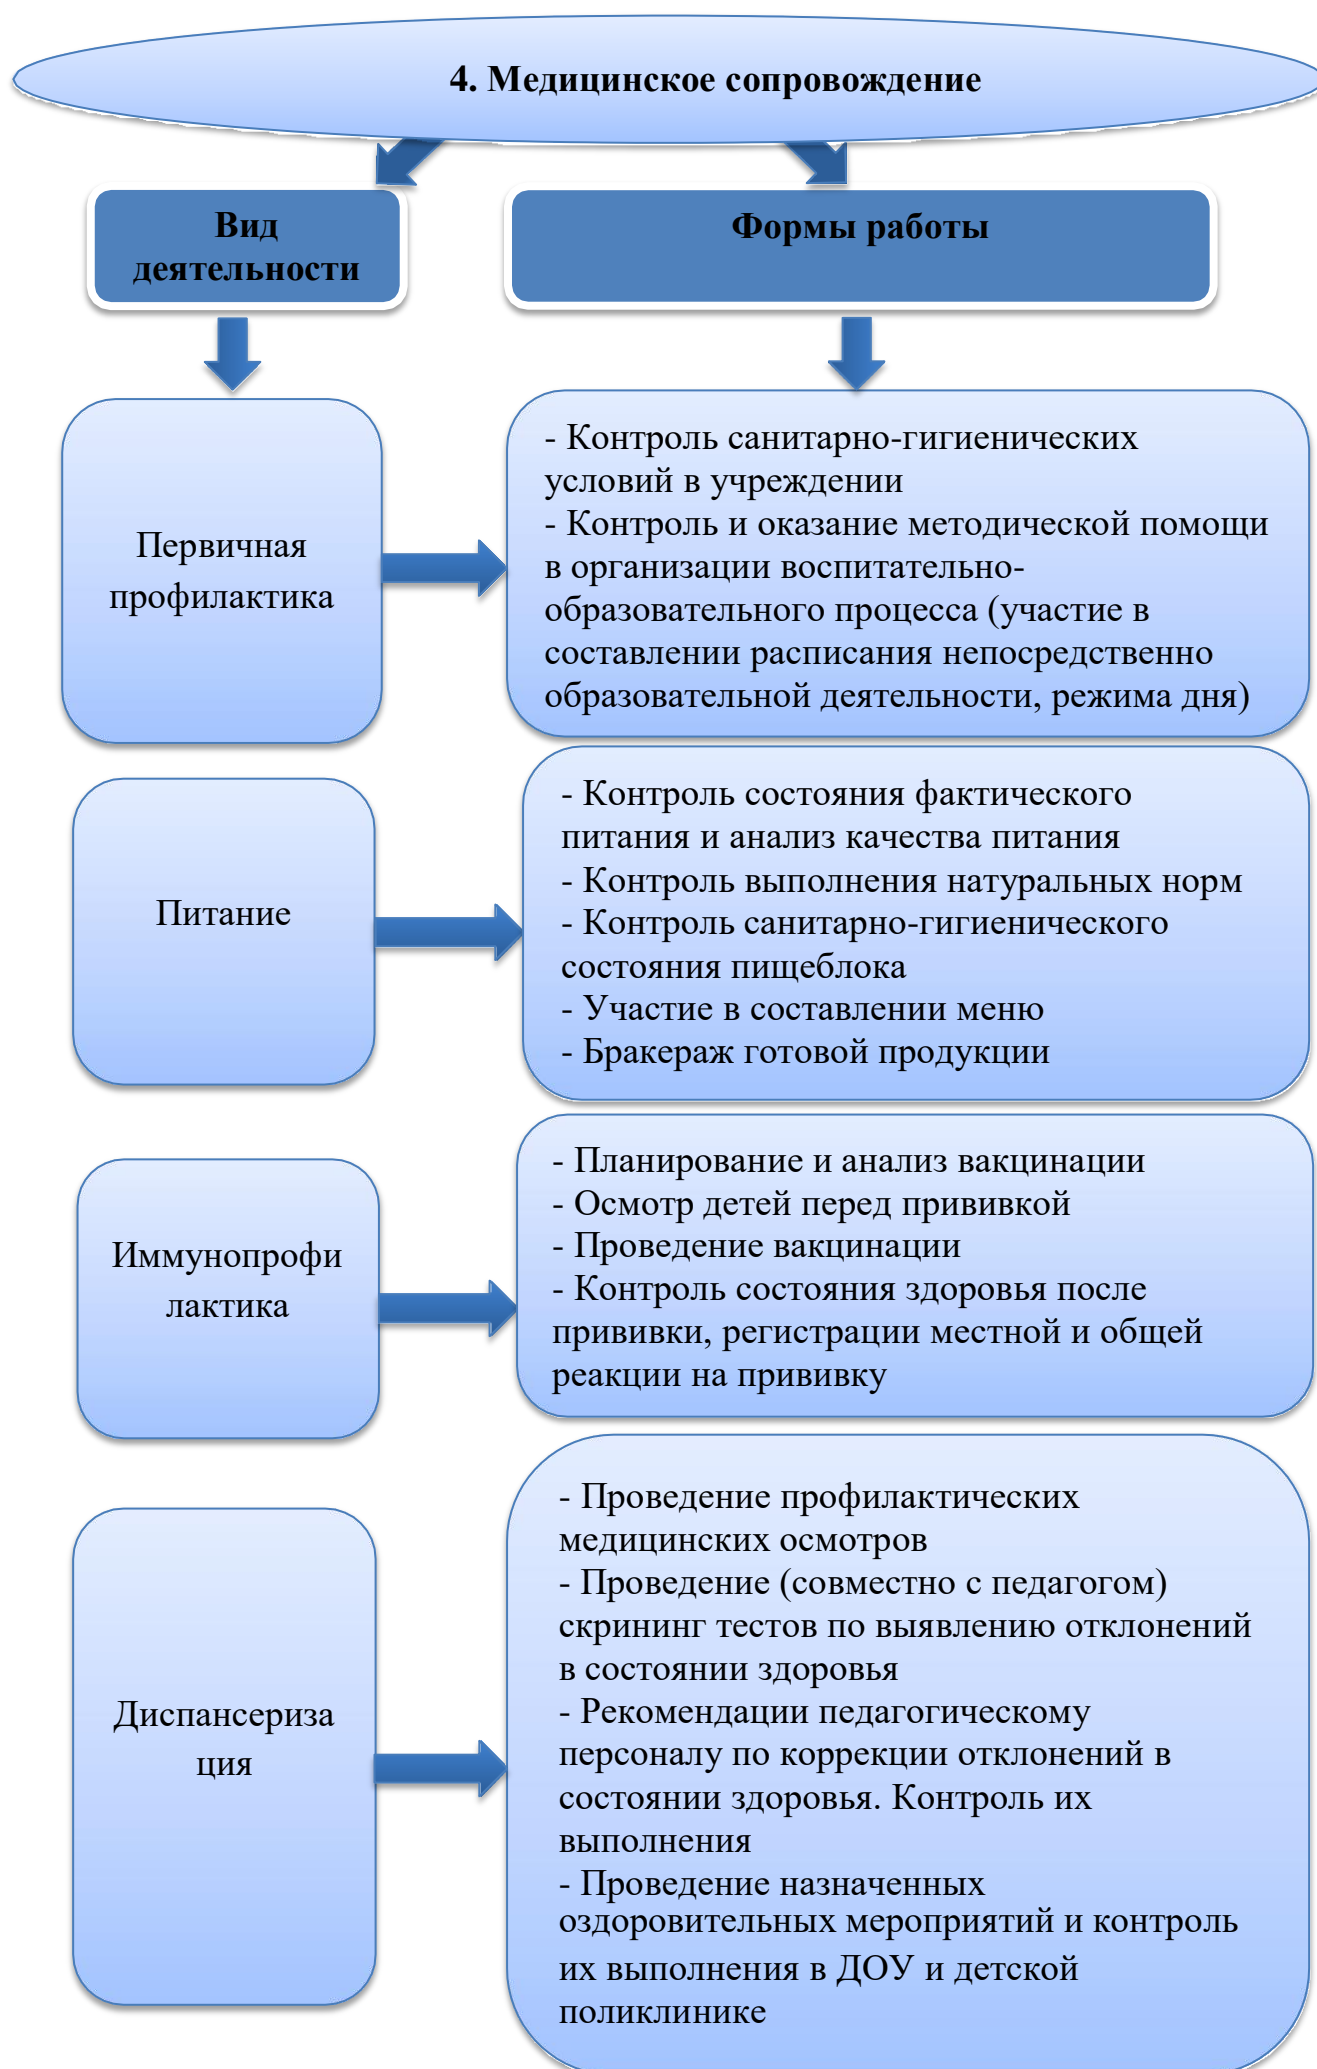 4. Медицинское сопровождение
Вид
деятельности
Формы работы
Первичная
профилактика
- Контроль санитарно-гигиенических
условий в учреждении
- Контроль и оказание методической помощи
в организации воспитательно-
образовательного процесса (участие в
составлении расписания непосредственно
образовательной деятельности, режима дня)
Питание
- Контроль состояния фактического
питания и анализ качества питания
- Контроль выполнения натуральных норм
- Контроль санитарно-гигиенического
состояния пищеблока
- Участие в составлении меню
- Бракераж готовой продукции
Иммунопрофи
лактика
- Планирование и анализ вакцинации
- Осмотр детей перед прививкой
- Проведение вакцинации
- Контроль состояния здоровья после
прививки, регистрации местной и общей
реакции на прививку
Диспансериза
ция
- Проведение профилактических
медицинских осмотров
- Проведение (совместно с педагогом)
скрининг тестов по выявлению отклонений
в состоянии здоровья
- Рекомендации педагогическому
персоналу по коррекции отклонений в
состоянии здоровья. Контроль их
выполнения
- Проведение назначенных
оздоровительных мероприятий и контроль
их выполнения в ДОУ и детской
поликлинике